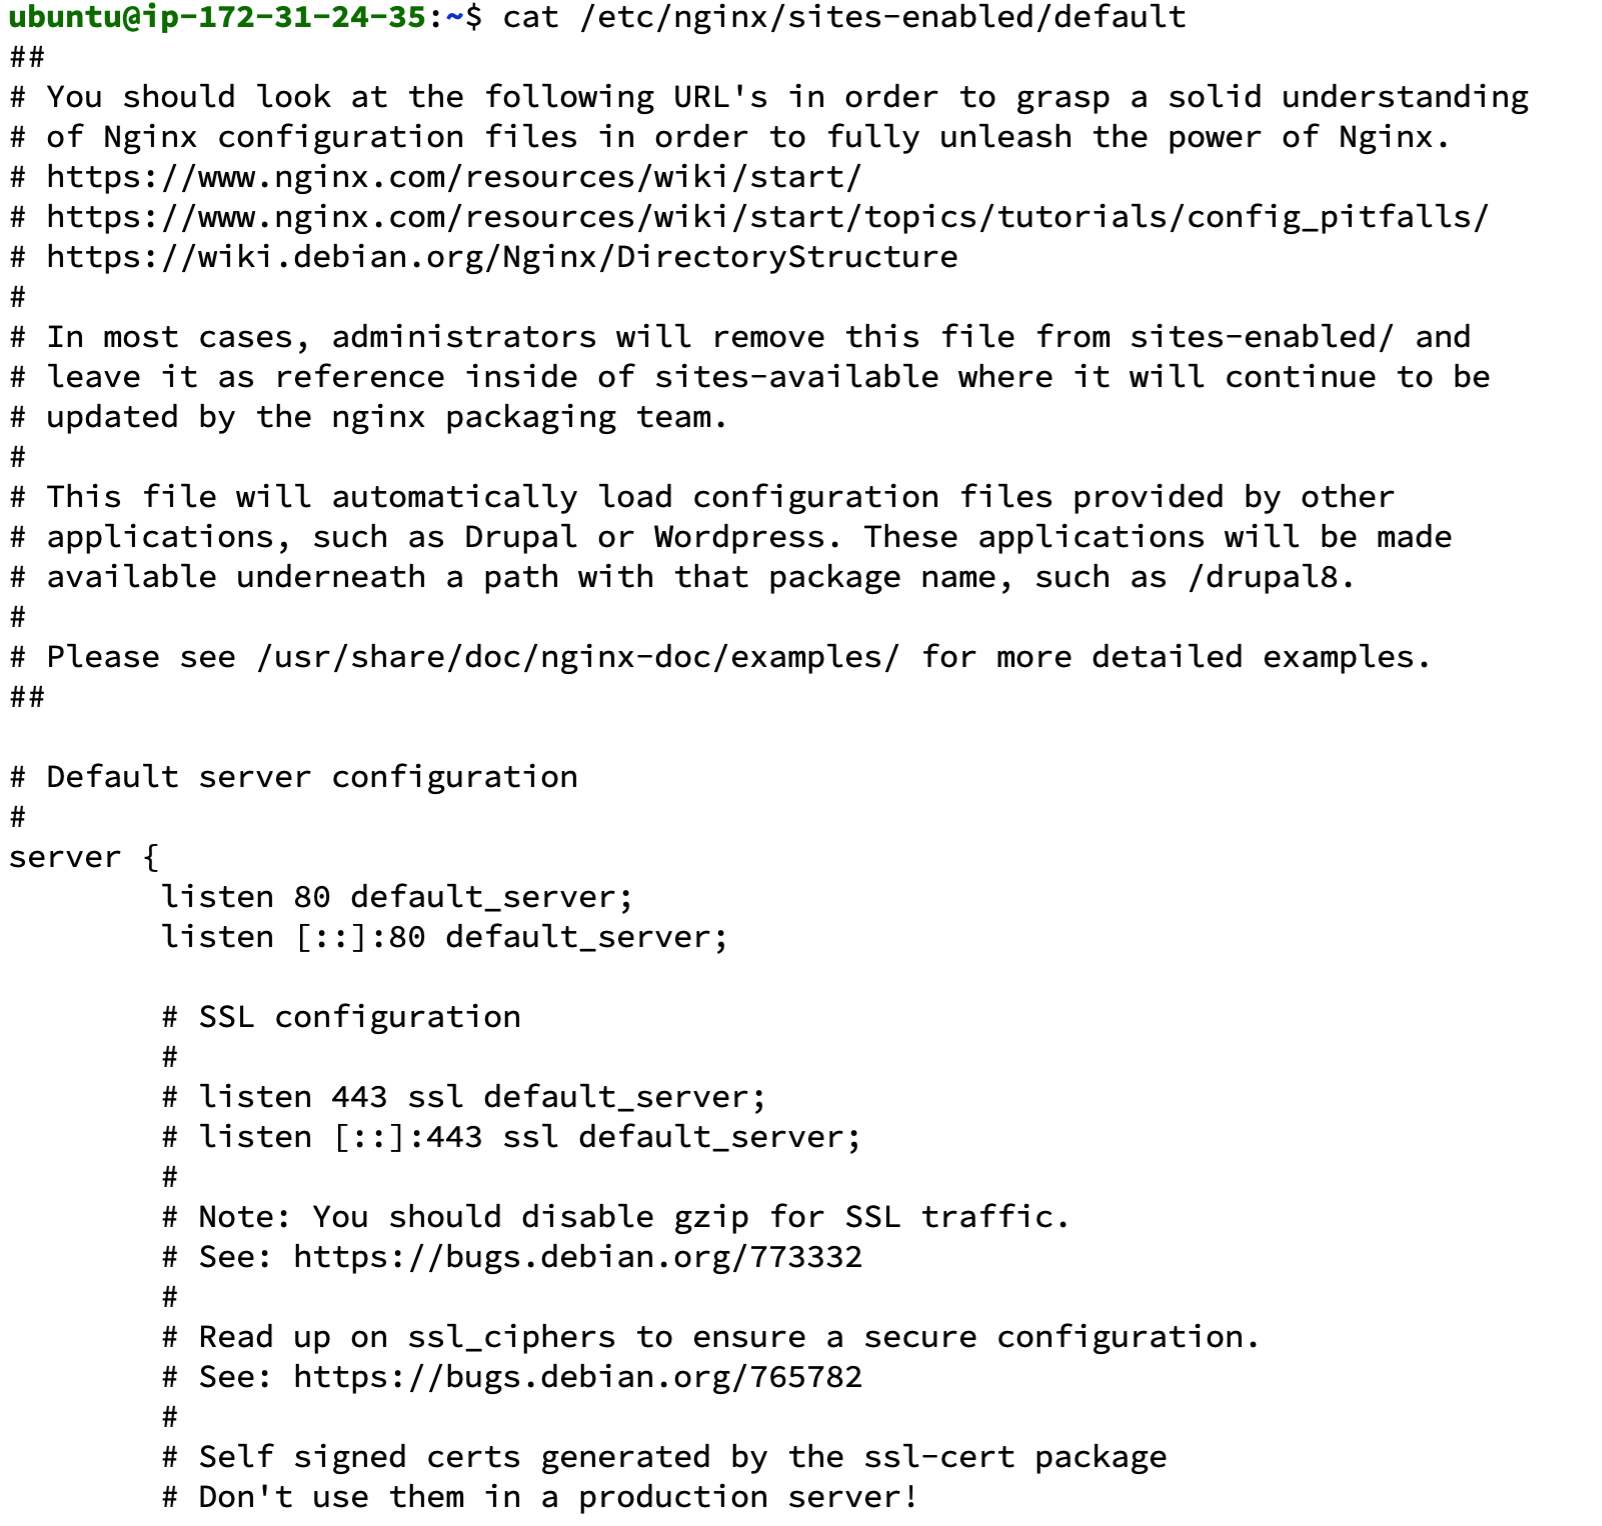 ubuntu@ip-172-31-24-35:~$ cat /etc/nginx/sites-enabled/default
##
# You should look at the following URL's in order to grasp a solid understanding
# of Nginx configuration files in order to fully unleash the power of Nginx.
# https://www.nginx.com/resources/wiki/start/
# https://www.nginx.com/resources/wiki/start/topics/tutorials/config_pitfalls/
# https://wiki.debian.org/Nginx/DirectoryStructure
#
# In most cases, administrators will remove this file from sites-enabled/ and
# leave it as reference inside of sites-available where it will continue to be
# updated by the nginx packaging team.
#
# This file will automatically load configuration files provided by other
# applications, such as Drupal or Wordpress. These applications will be made
# available underneath a path with that package name, such as /drupal8.
#
# Please see /usr/share/doc/nginx-doc/examples/ for more detailed examples.
##

# Default server configuration
#
server {
        listen 80 default_server;
        listen [::]:80 default_server;

        # SSL configuration
        #
        # listen 443 ssl default_server;
        # listen [::]:443 ssl default_server;
        #
        # Note: You should disable gzip for SSL traffic.
        # See: https://bugs.debian.org/773332
        #
        # Read up on ssl_ciphers to ensure a secure configuration.
        # See: https://bugs.debian.org/765782
        #
        # Self signed certs generated by the ssl-cert package
        # Don't use them in a production server!